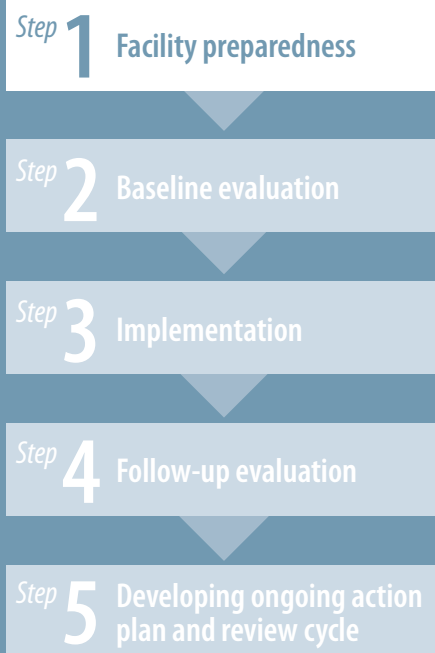 Step 1 Facility preparedness
Step 2 Baseline evaluation
Step 3 Implementation
Step 4 Follow-up evaluation
Step 5 Developing ongoing action
plan and review cycle